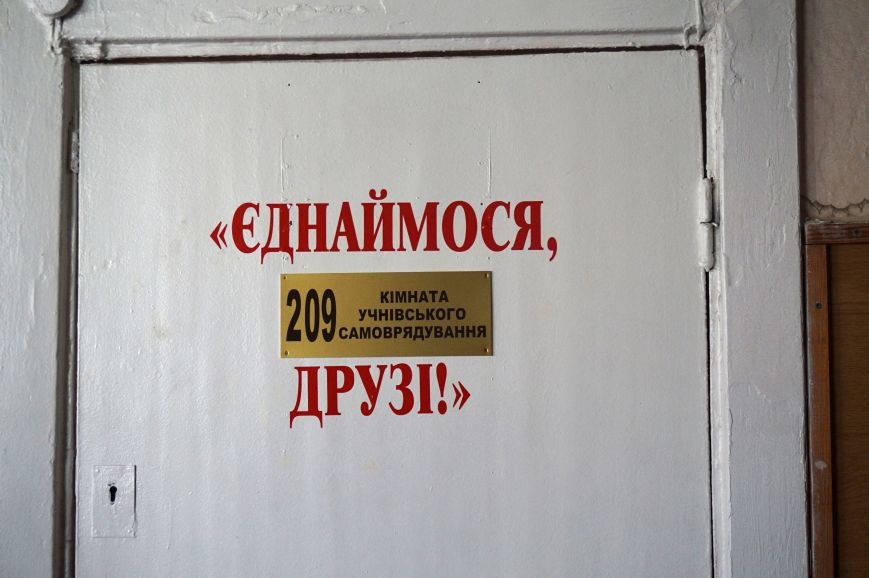 «ЄДНАЙМОСЯ,
209 КІМНАТА
УЧНІВСЬКОГО
САМОВРЯДУВАННЯ
ДРУЗІ!»